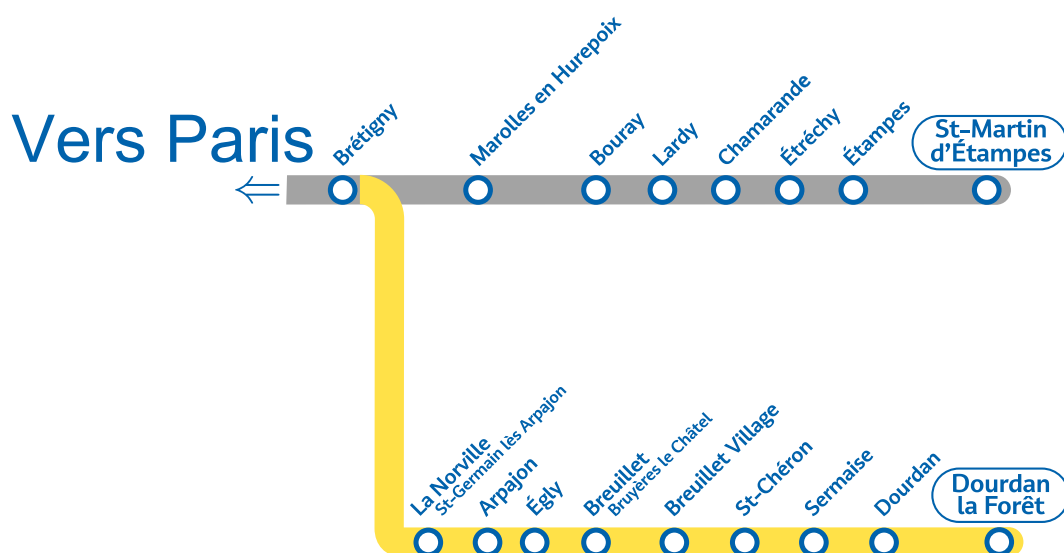 Vers Paris
Brétigny
Marolles en Hurepoix
Bouray
Lardy
Chamarande
Étréchy
Étampes
St-Martin
d'Étampes
La Norville
St-Germain lès Arpajon
Arpajon
Égly
Breuillet
Bruyères le Châtel
Breuillet Village
St-Chéron
Sermaise
Dourdan
Dourdan
la Forêt